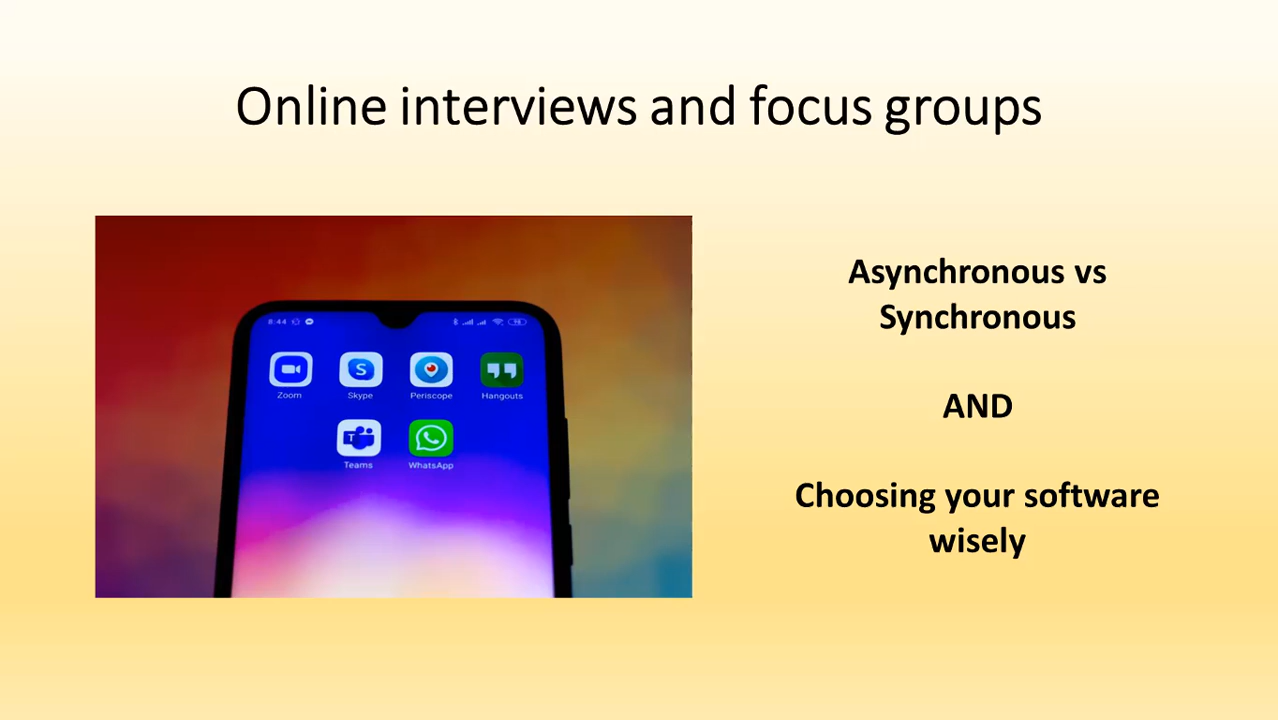 Online interviews and focus groups
8:44
98
Zoom
Skype
Periscope
Hangouts
Teams
WhatsApp
Asynchronous vs
Synchronous
AND
Choosing your software
wisely